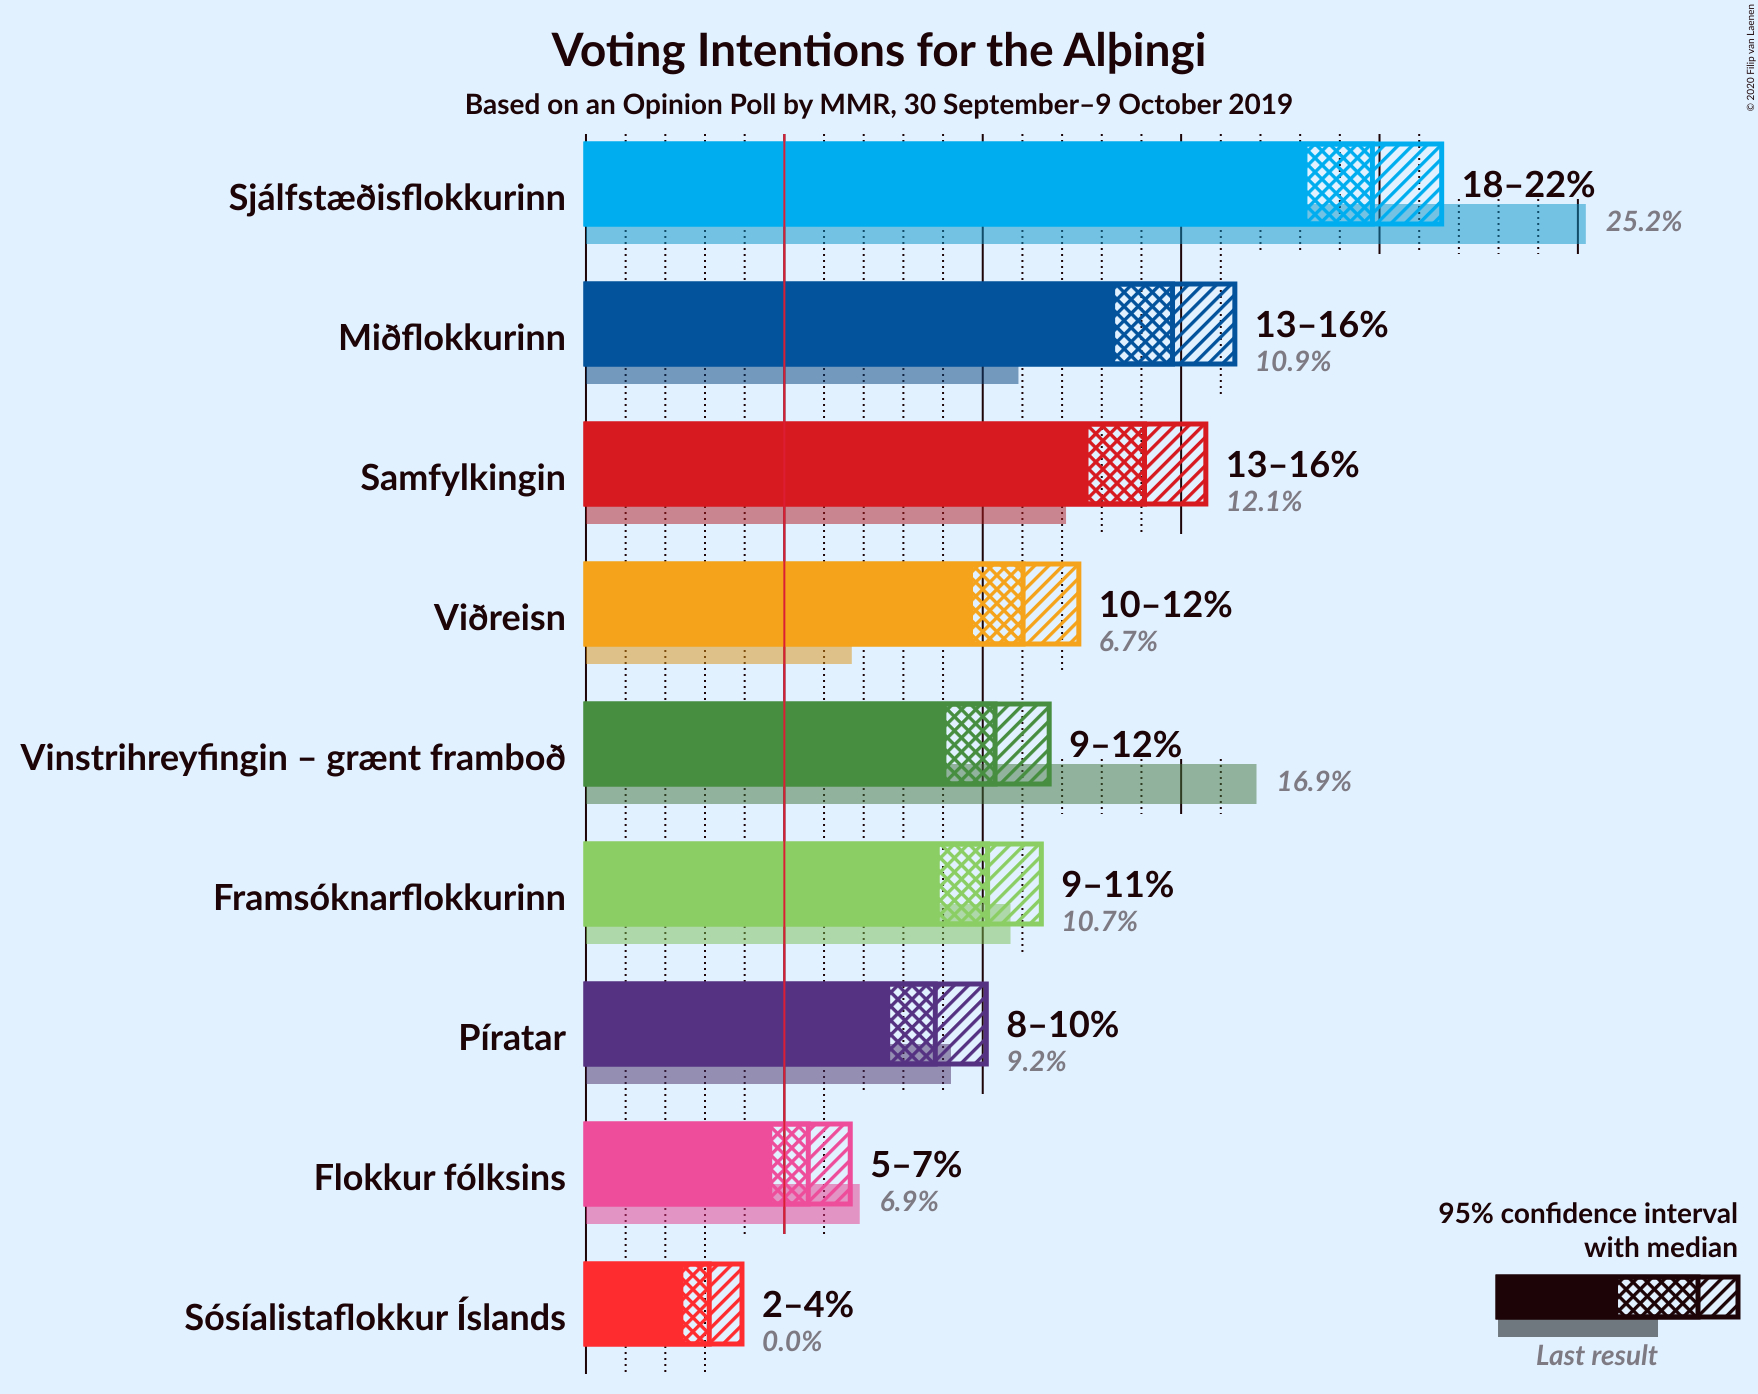 Voting Intentions for the Alþingi
Based on an Opinion Poll by MMR, 30 September–9 October 2019
© 2020 Filip van Laenen
Sjálfstæðisflokkurinn
18–22%
25.2%
Miðflokkurinn
13–16%
10.9%
Samfylkingin
13–16%
12.1%
Viðreisn
10–12%
6.7%
Vinstrihreyfingin – grænt framboð
9–12%
16.9%
Framsóknarflokkurinn
9–11%
10.7%
Píratar
8–10%
9.2%
Flokkur fólksins
5–7%
6.9%
Sósíalistaflokkur Íslands
2–4%
0.0%
95% confidence interval
with median
Last result